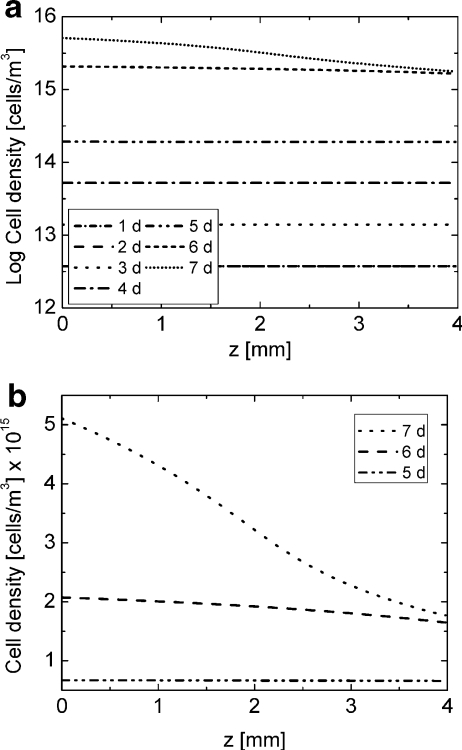 a
16
15
14
13
12
Log Cell density [cells/m³]
1 d 5 d
2 d 6 d
3 d 7 d
4 d
0 1 2 3 4
z [mm]
b
5
4
3
2
1
Cell density [cells/m³] x 10¹⁵
7 d
6 d
5 d
0 1 2 3 4
z [mm]